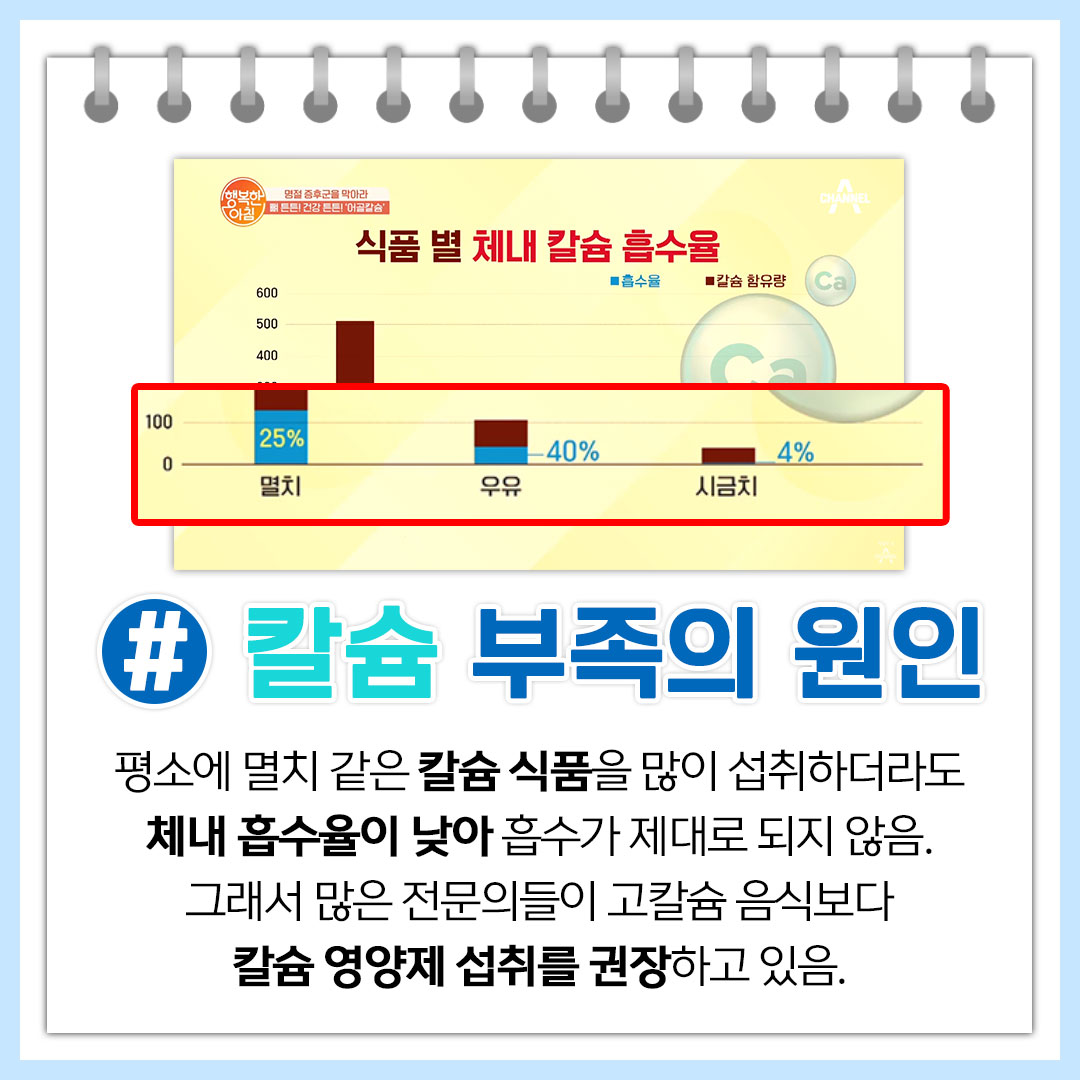 행복한
아침
명절 증후군을 막아라
뼈 튼튼! 건강 튼튼! '어골칼슘'
CHANNEL A
식품 별 체내 칼슘 흡수율
흡수율 칼슘 함유량
Ca
600
500
400
Ca
100
25%
40%
4%
0
멸치 우유 시금치
# 칼슘 부족의 원인
평소에 멸치 같은 칼슘 식품을 많이 섭취하더라도
체내 흡수율이 낮아 흡수가 제대로 되지 않음.
그래서 많은 전문의들이 고칼슘 음식보다
칼슘 영양제 섭취를 권장하고 있음.